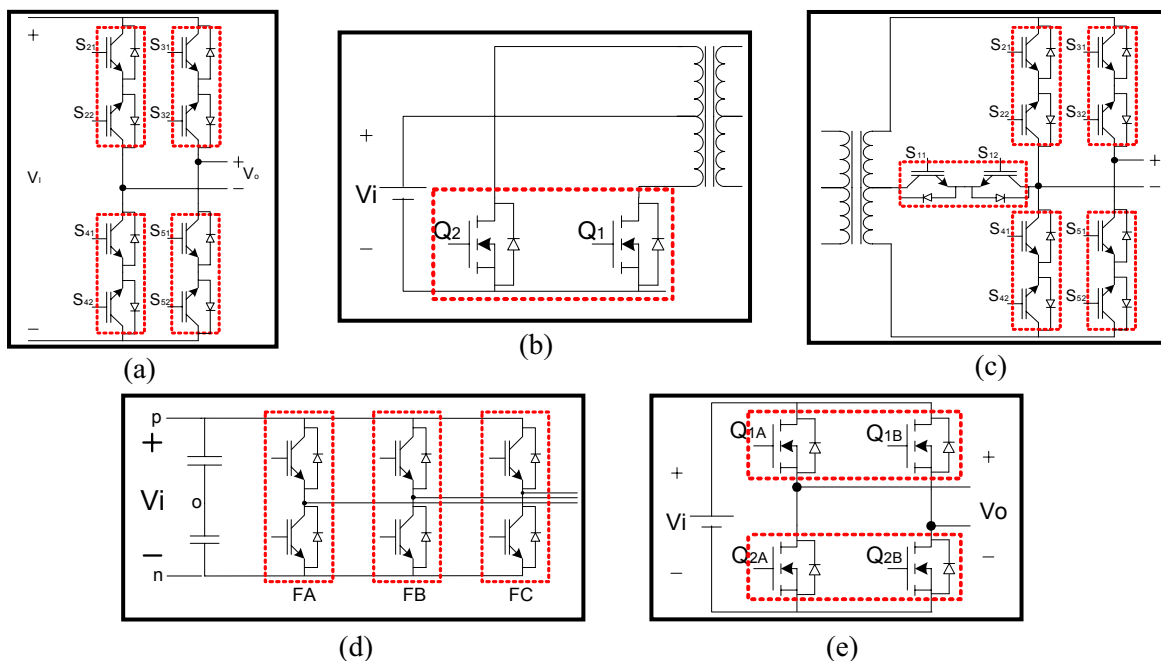 +
S21
S31
S22
S32
VI
+
Vo
−
S41
S51
S42
S52
−
(a)
+
Vi
−
Q2
Q1
(b)
S21
S31
S22
S32
S11
S12
+
−
S41
S51
S42
S52
(c)
p
+
Vi
o
−
n
FA
FB
FC
(d)
Q1A
Q1B
+
+
Vi
Vo
Q2A
Q2B
−
−
(e)